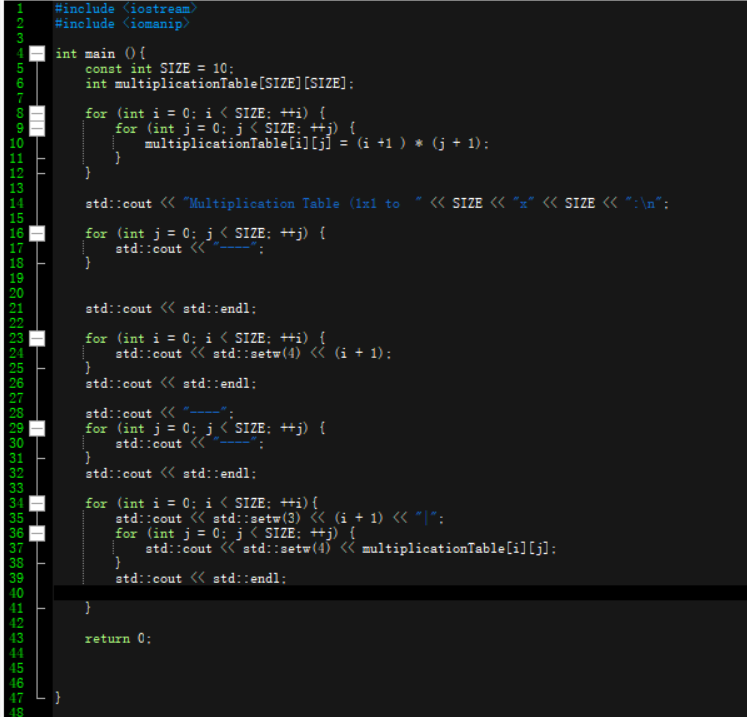 1 #include <iostream>
2 #include <iomanip>
3
4 int main (){
5 const int SIZE = 10;
6 int multiplicationTable[SIZE][SIZE];
7
8 for (int i = 0; i < SIZE; ++i) {
9 for (int j = 0; j < SIZE; ++j) {
10 multiplicationTable[i][j] = (i +1 ) * (j + 1);
11 }
12 }
13
14 std::cout << "Multiplication Table (1x1 to  " << SIZE << "x" << SIZE << ":\n";
15
16 for (int j = 0; j < SIZE; ++j) {
17 std::cout << "----";
18 }
19
20
21 std::cout << std::endl;
22
23 for (int i = 0; i < SIZE; ++i) {
24 std::cout << std::setw(4) << (i + 1);
25 }
26 std::cout << std::endl;
27
28 std::cout << "----";
29 for (int j = 0; j < SIZE; ++j) {
30 std::cout << "----";
31 }
32 std::cout << std::endl;
33
34 for (int i = 0; i < SIZE; ++i){
35 std::cout << std::setw(3) << (i + 1) << "|";
36 for (int j = 0; j < SIZE; ++j) {
37 std::cout << std::setw(4) << multiplicationTable[i][j];
38 }
39 std::cout << std::endl;
40
41 }
42
43 return 0;
44
45
46
47 }
48